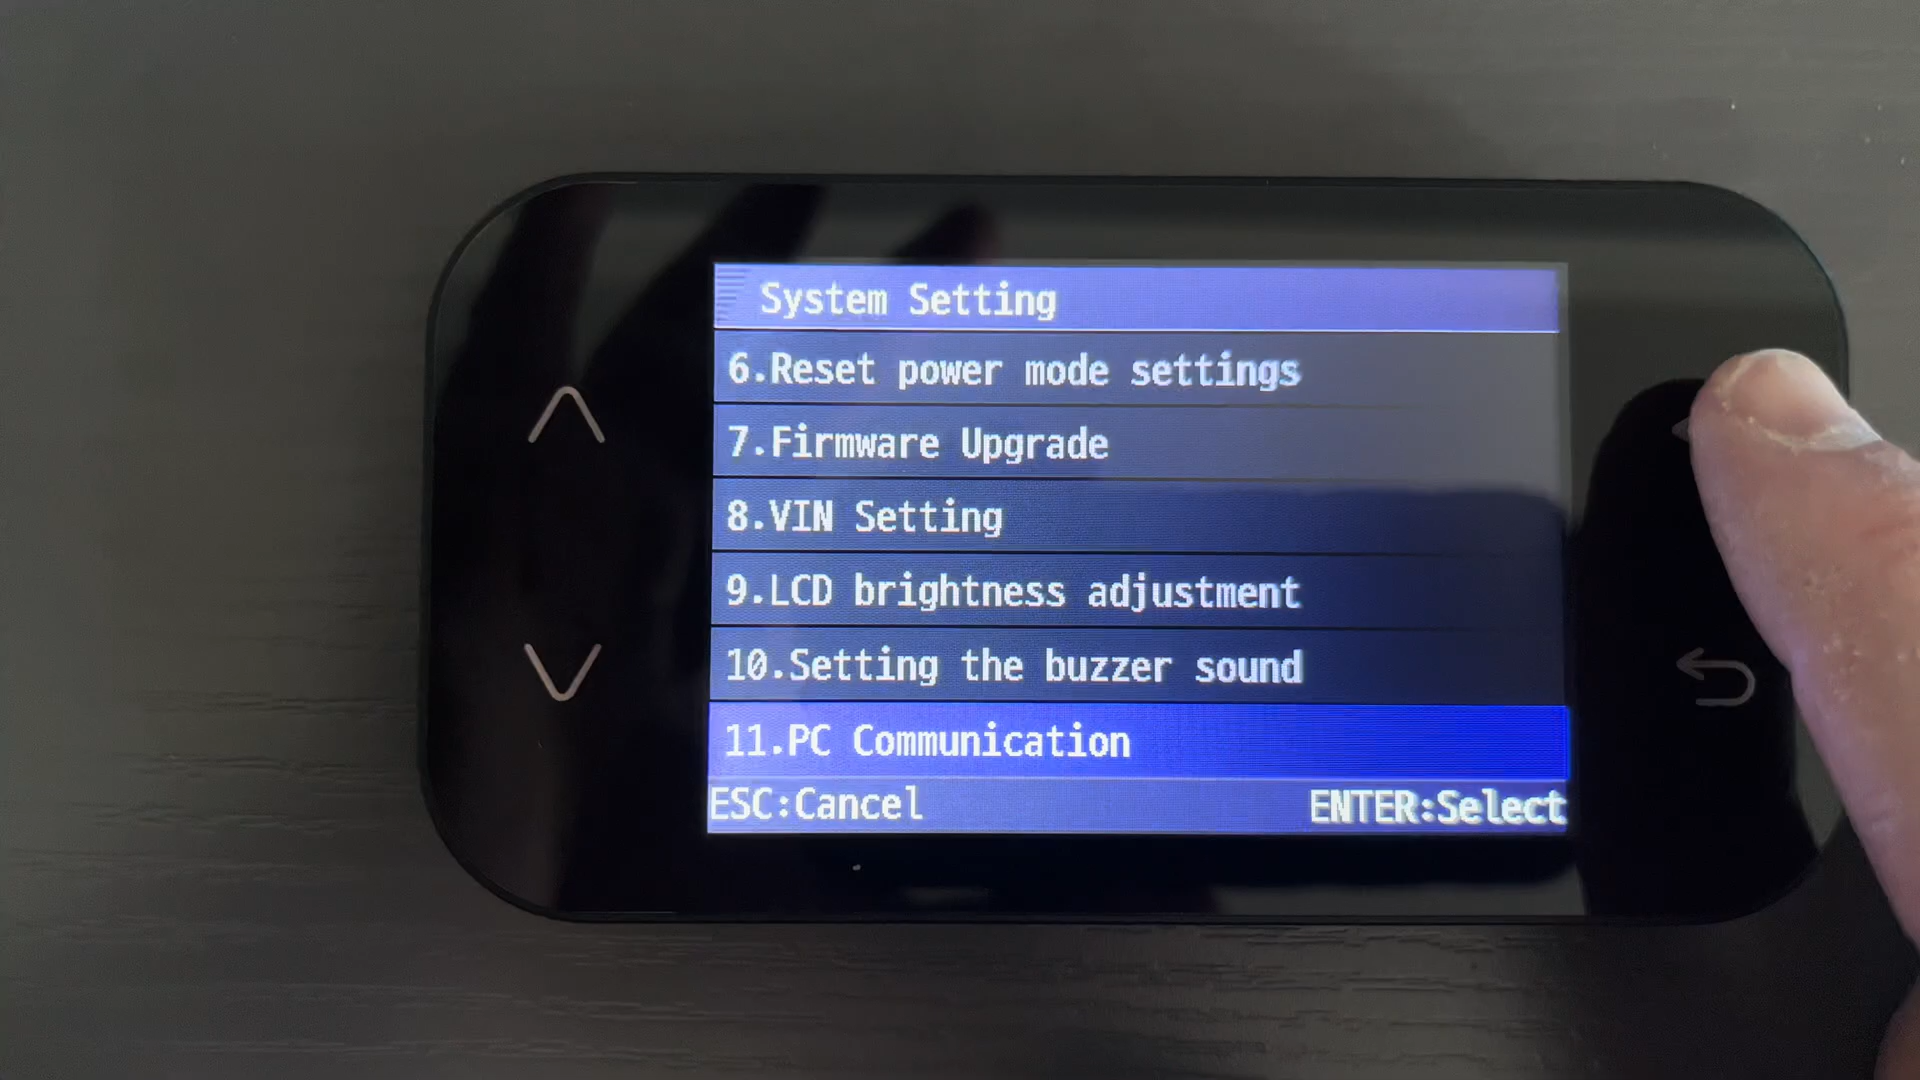 System Setting
6.Reset power mode settings
7.Firmware Upgrade
8.VIN Setting
9.LCD brightness adjustment
10.Setting the buzzer sound
11.PC Communication
ESC:Cancel ENTER:Select